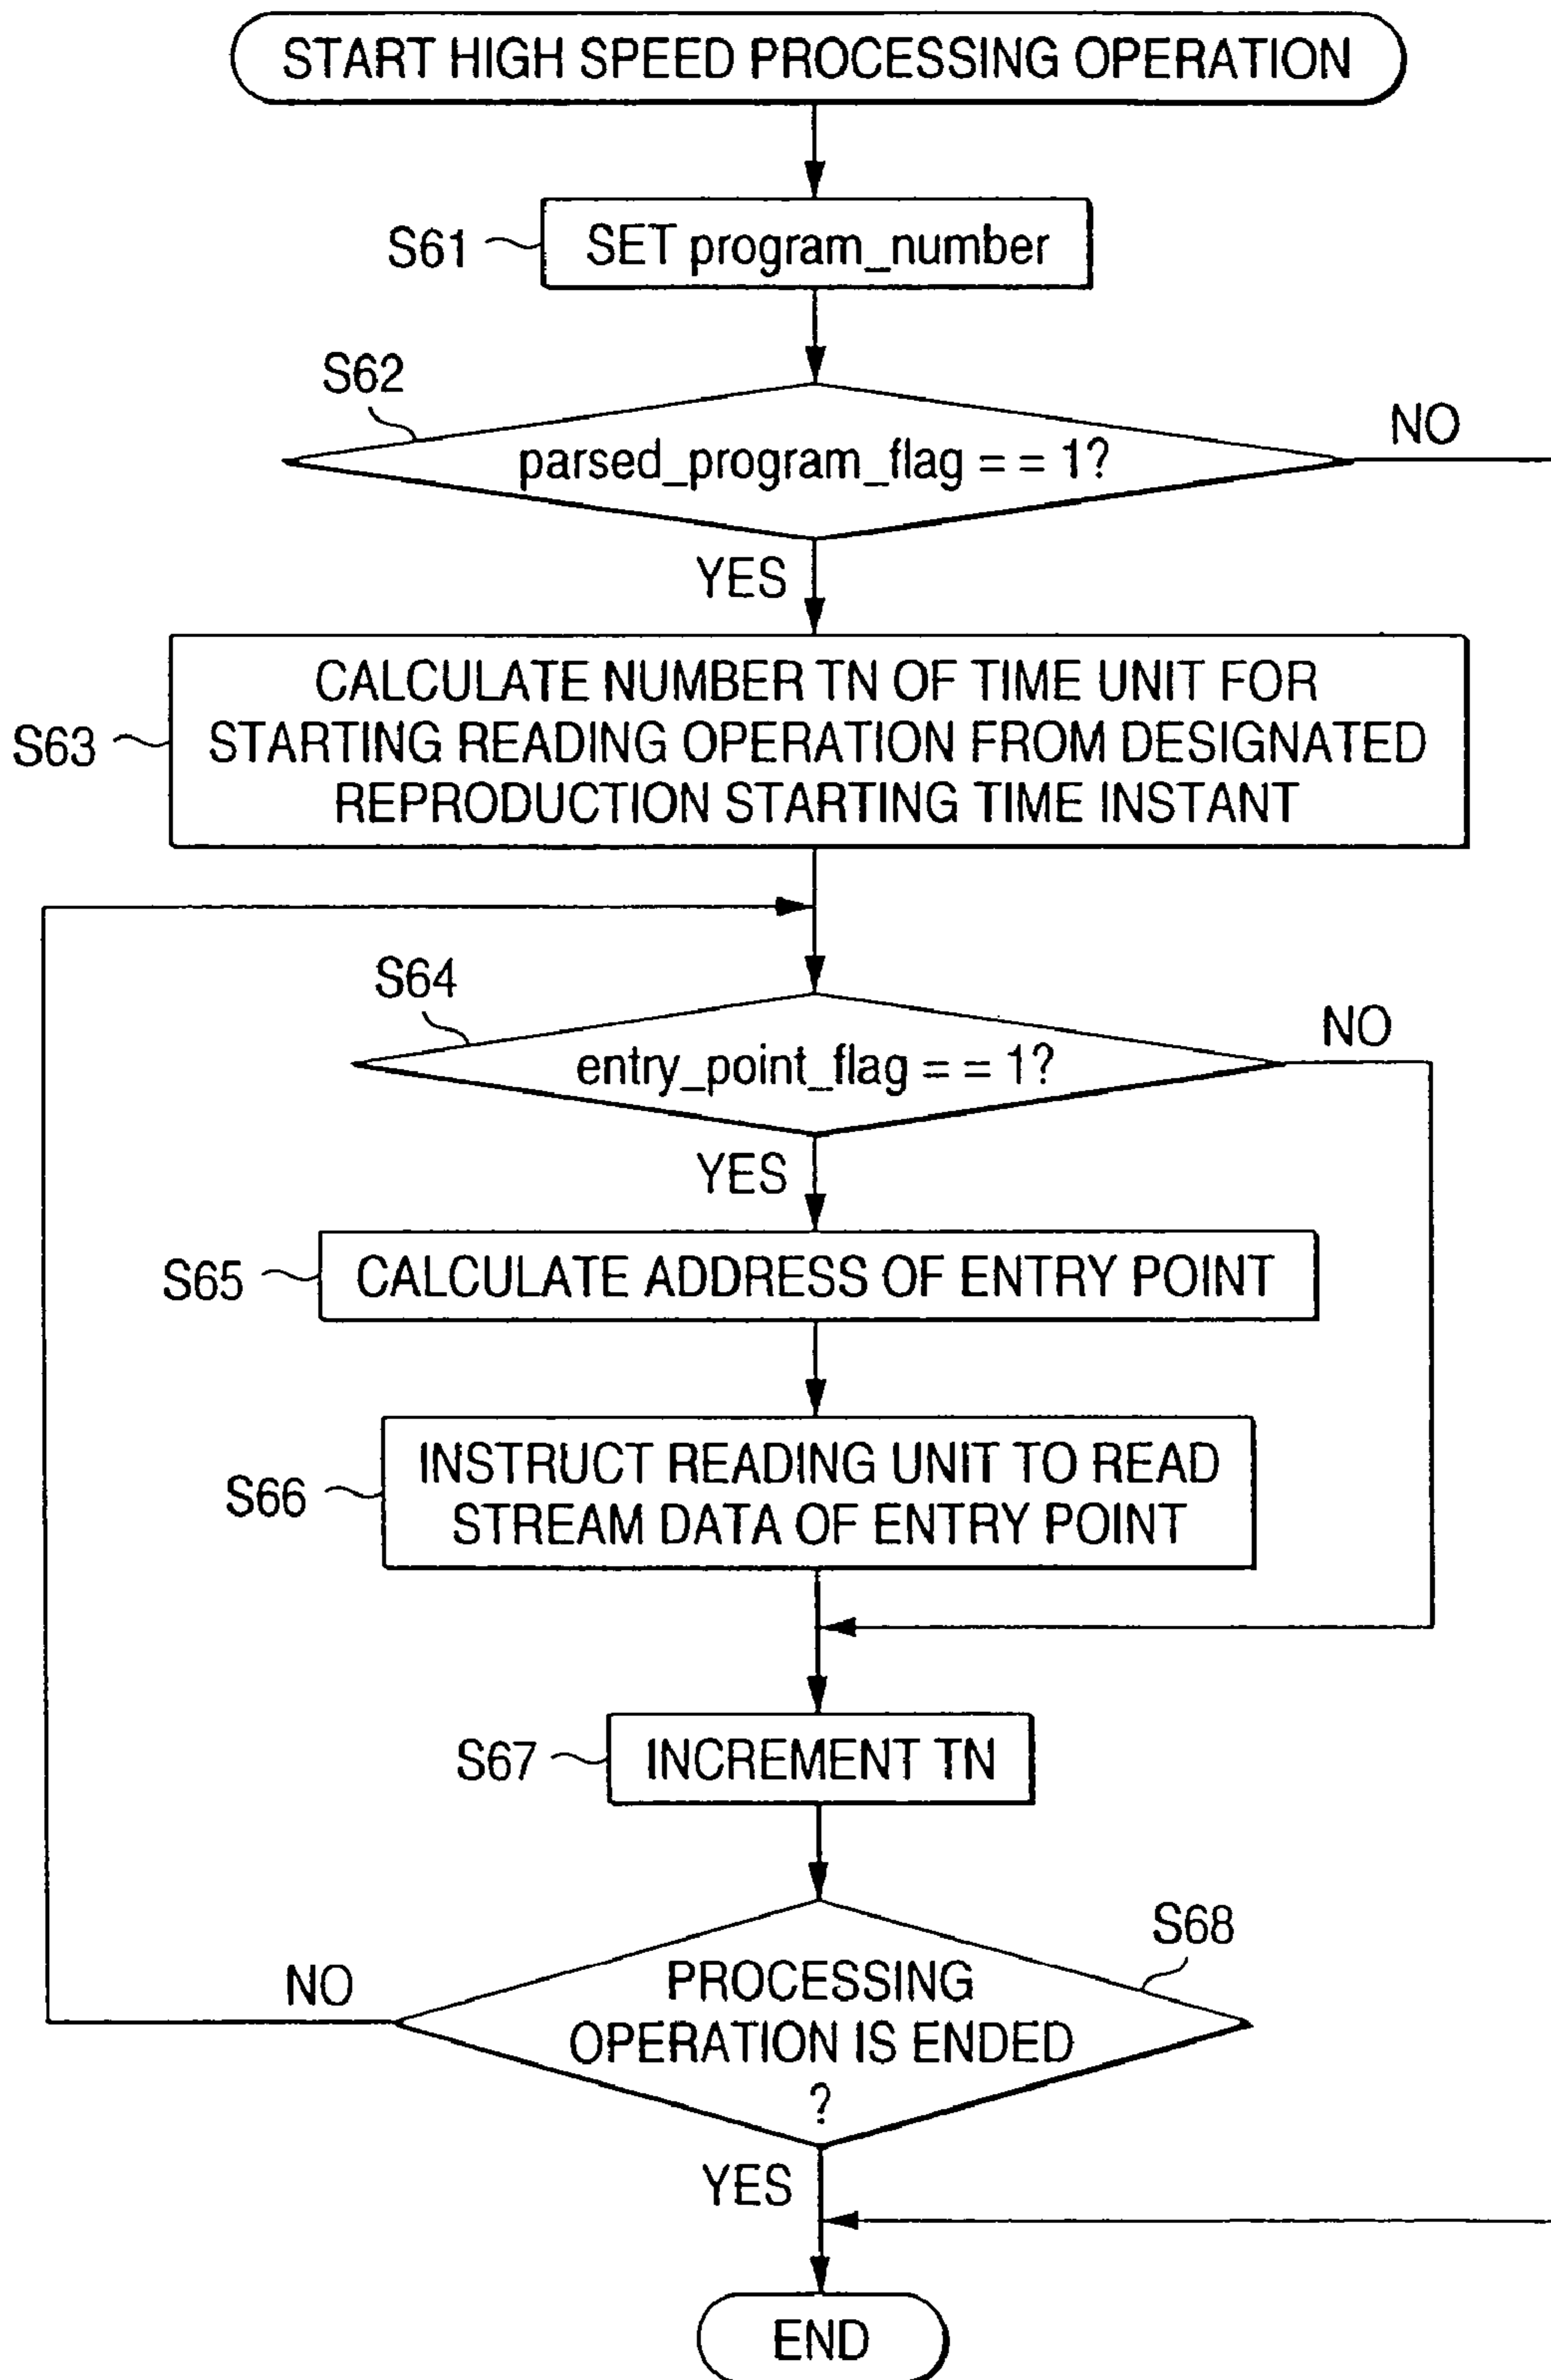 START HIGH SPEED PROCESSING OPERATION
S61
SET program_number
S62
NO
parsed_program_flag = = 1?
YES
S63
CALCULATE NUMBER TN OF TIME UNIT FOR
STARTING READING OPERATION FROM DESIGNATED
REPRODUCTION STARTING TIME INSTANT
S64
NO
entry_point_flag = = 1?
YES
S65
CALCULATE ADDRESS OF ENTRY POINT
S66
INSTRUCT READING UNIT TO READ
STREAM DATA OF ENTRY POINT
S67
INCREMENT TN
S68
NO
PROCESSING
OPERATION IS ENDED
?
YES
END